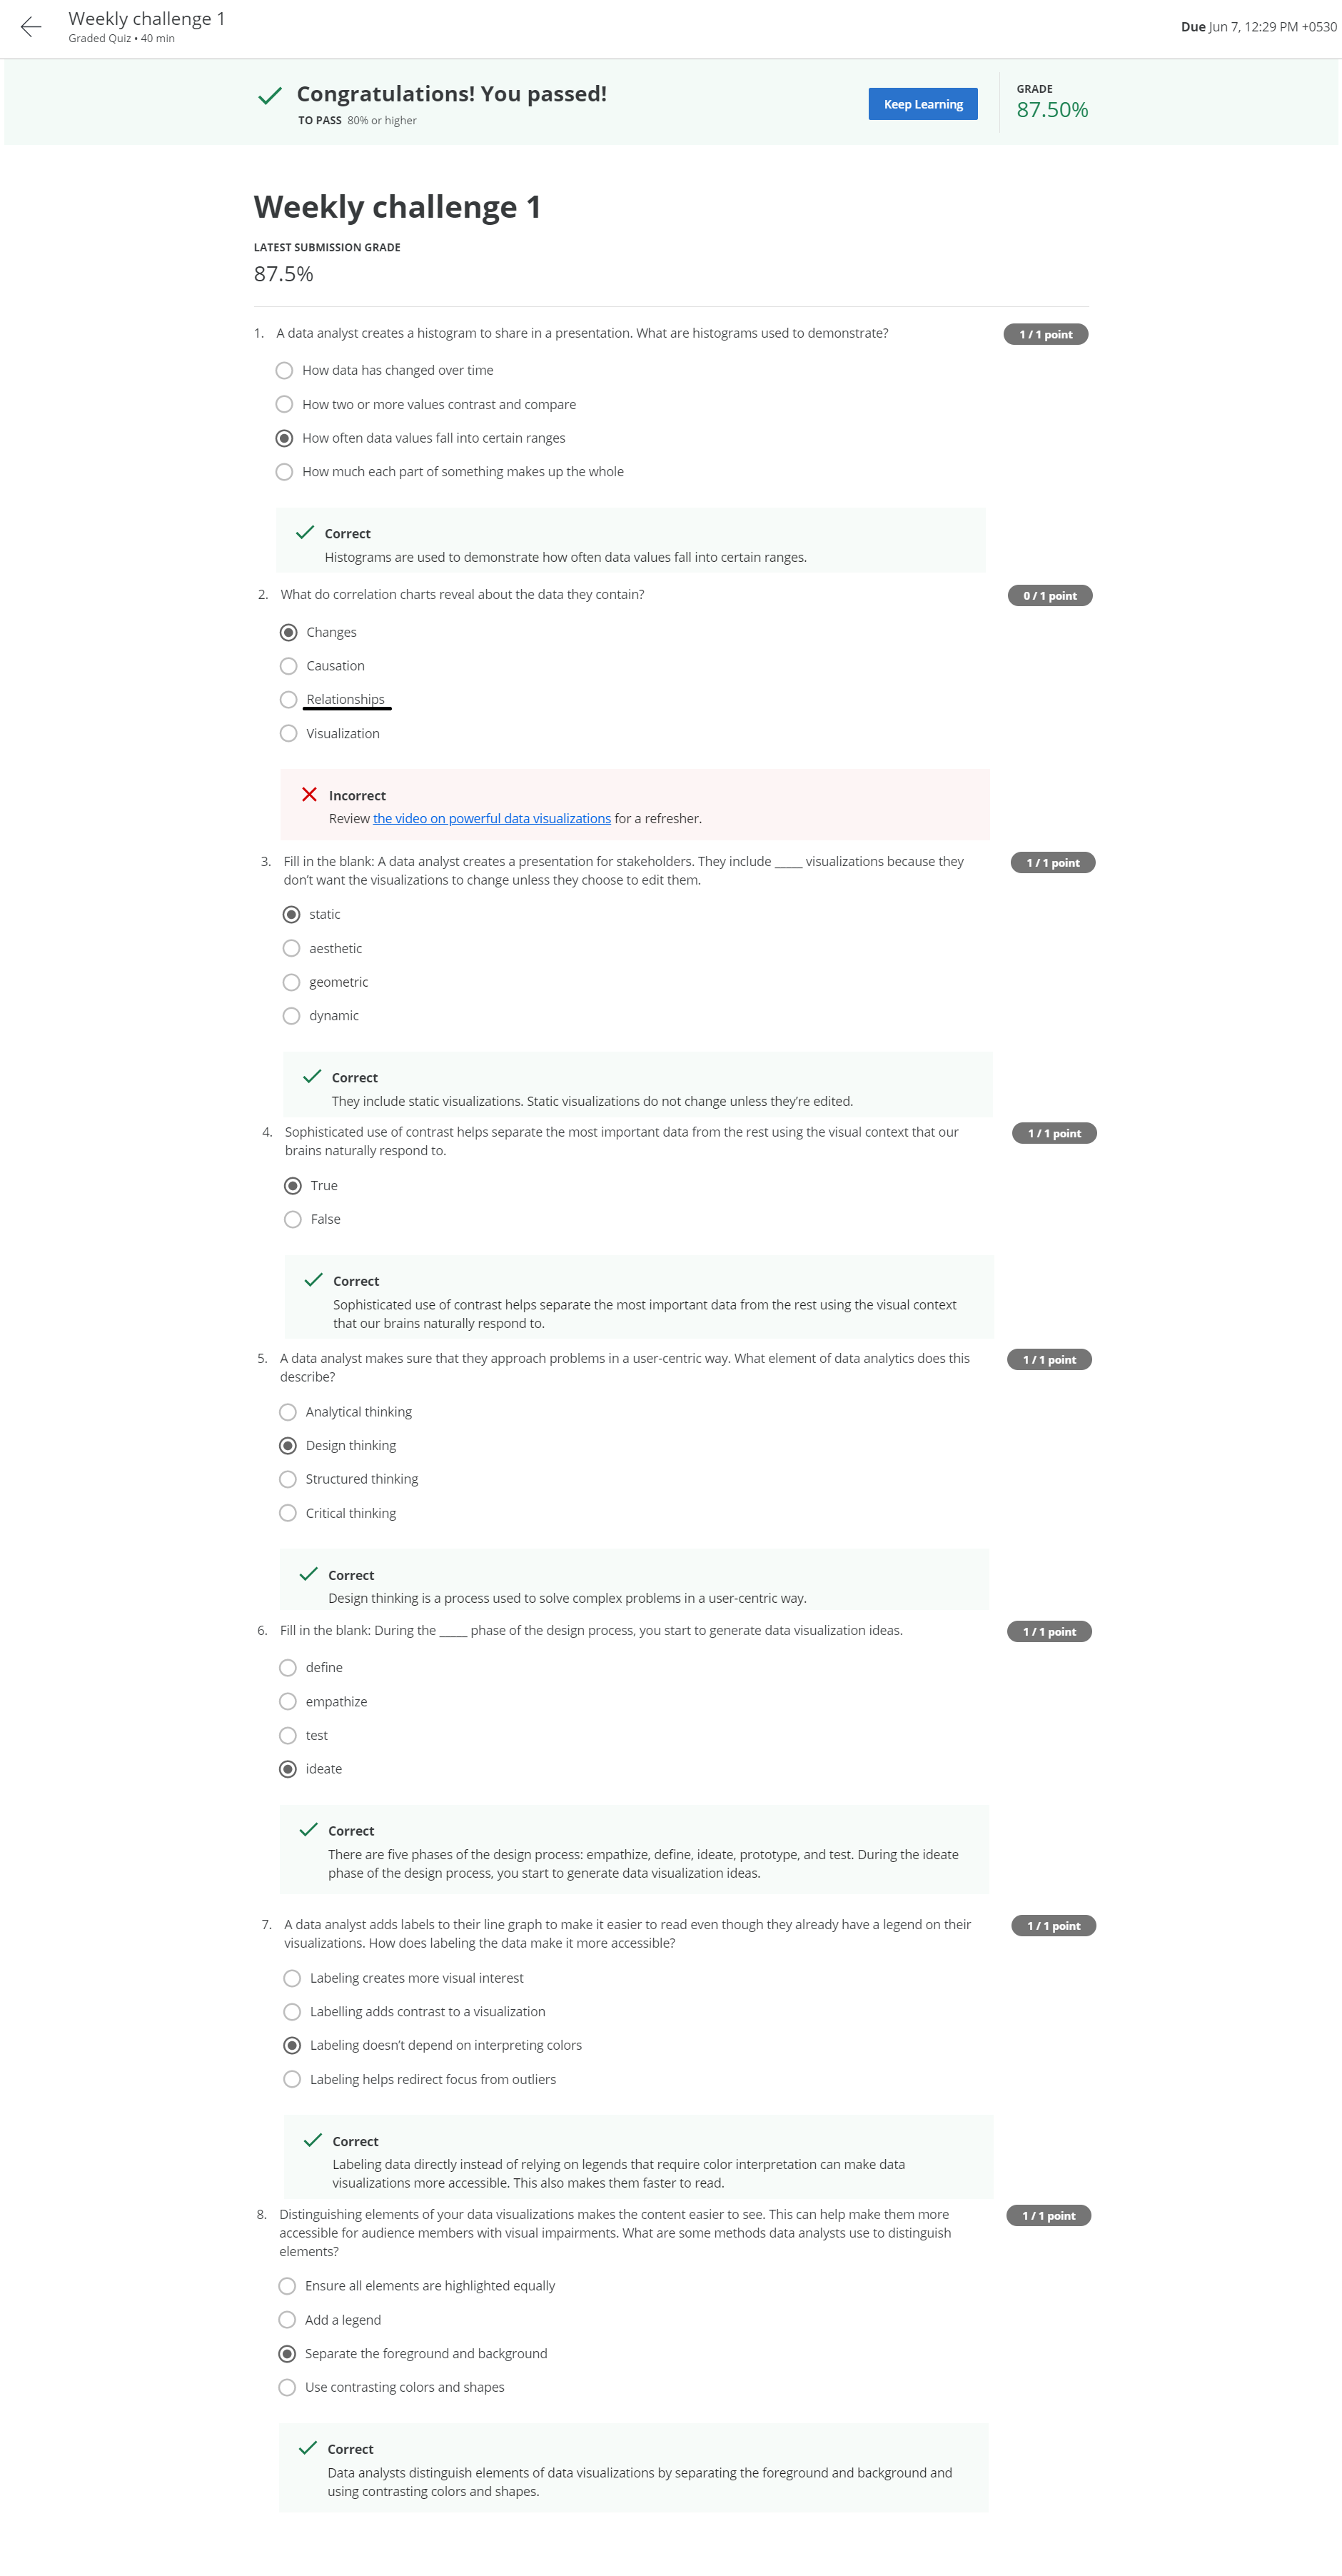 Weekly challenge 1
Graded Quiz • 40 min
Due Jun 7, 12:29 PM +0530
Congratulations! You passed!
TO PASS 80% or higher
Keep Learning
GRADE
87.50%
Weekly challenge 1
LATEST SUBMISSION GRADE
87.5%
1. A data analyst creates a histogram to share in a presentation. What are histograms used to demonstrate?
1 / 1 point
How data has changed over time
How two or more values contrast and compare
How often data values fall into certain ranges
How much each part of something makes up the whole
Correct
Histograms are used to demonstrate how often data values fall into certain ranges.
2. What do correlation charts reveal about the data they contain?
0 / 1 point
Changes
Causation
Relationships
Visualization
Incorrect
Review the video on powerful data visualizations for a refresher.
3. Fill in the blank: A data analyst creates a presentation for stakeholders. They include _____ visualizations because they
don’t want the visualizations to change unless they choose to edit them.
1 / 1 point
static
aesthetic
geometric
dynamic
Correct
They include static visualizations. Static visualizations do not change unless they’re edited.
4. Sophisticated use of contrast helps separate the most important data from the rest using the visual context that our
brains naturally respond to.
1 / 1 point
True
False
Correct
Sophisticated use of contrast helps separate the most important data from the rest using the visual context
that our brains naturally respond to.
5. A data analyst makes sure that they approach problems in a user-centric way. What element of data analytics does this
describe?
1 / 1 point
Analytical thinking
Design thinking
Structured thinking
Critical thinking
Correct
Design thinking is a process used to solve complex problems in a user-centric way.
6. Fill in the blank: During the _____ phase of the design process, you start to generate data visualization ideas.
1 / 1 point
define
empathize
test
ideate
Correct
There are five phases of the design process: empathize, define, ideate, prototype, and test. During the ideate
phase of the design process, you start to generate data visualization ideas.
7. A data analyst adds labels to their line graph to make it easier to read even though they already have a legend on their
visualizations. How does labeling the data make it more accessible?
1 / 1 point
Labeling creates more visual interest
Labelling adds contrast to a visualization
Labeling doesn’t depend on interpreting colors
Labeling helps redirect focus from outliers
Correct
Labeling data directly instead of relying on legends that require color interpretation can make data
visualizations more accessible. This also makes them faster to read.
8. Distinguishing elements of your data visualizations makes the content easier to see. This can help make them more
accessible for audience members with visual impairments. What are some methods data analysts use to distinguish
elements?
1 / 1 point
Ensure all elements are highlighted equally
Add a legend
Separate the foreground and background
Use contrasting colors and shapes
Correct
Data analysts distinguish elements of data visualizations by separating the foreground and background and
using contrasting colors and shapes.